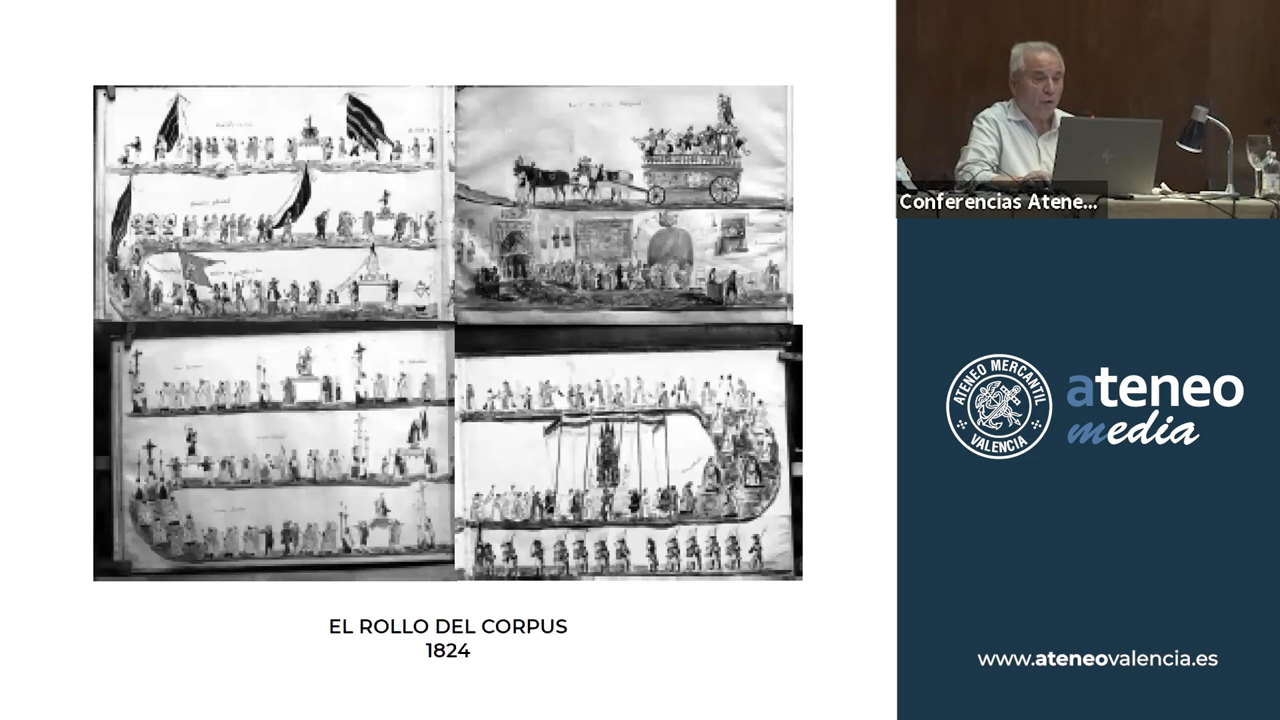 Conferencias Atene...
ATENEO MERCANTIL
VALENCIA
ateneo
media
EL ROLLO DEL CORPUS
1824
www.ateneovalencia.es